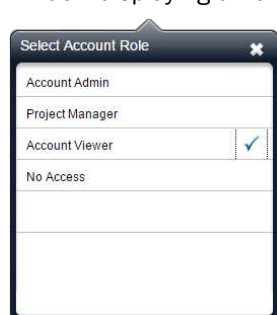 Select Account Role
Account Admin
Project Manager
Account Viewer
No Access